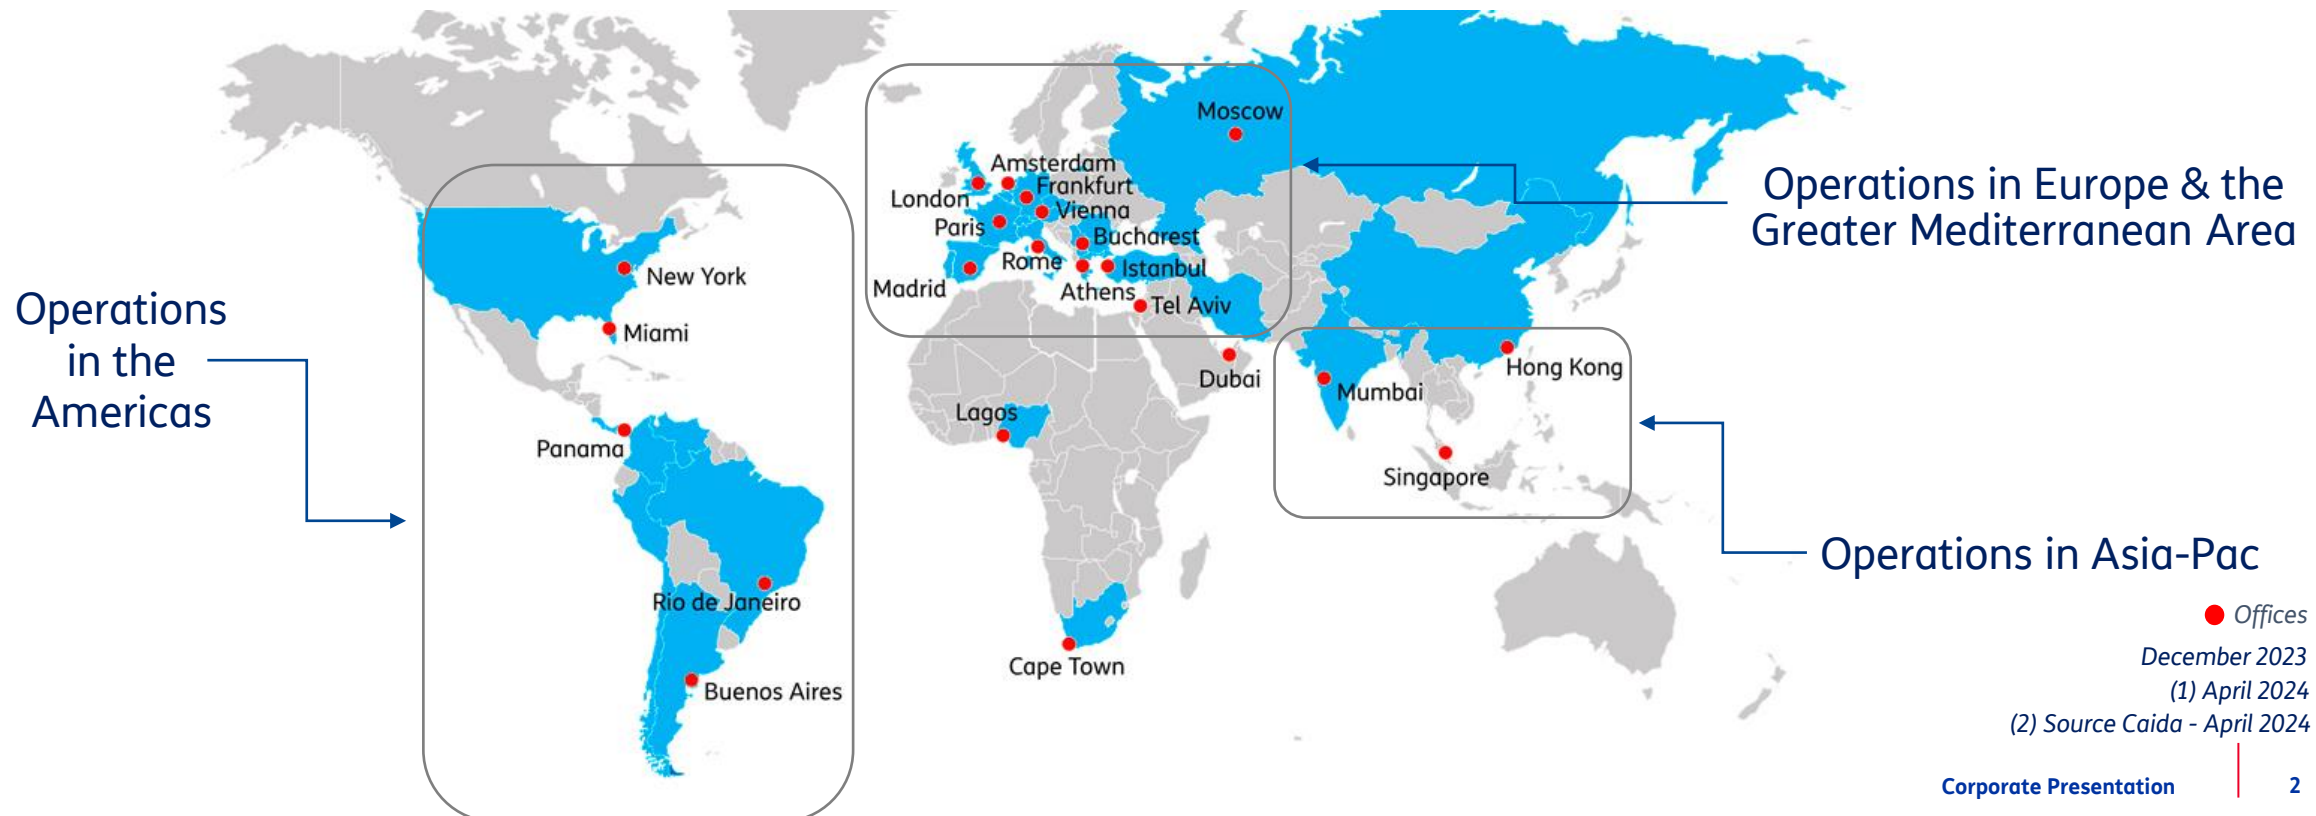 Operations
in the
Americas
New York
Miami
Panama
Rio de Janeiro
Buenos Aires
Moscow
Amsterdam
London
Frankfurt
Paris
Vienna
Bucharest
Rome
Istanbul
Madrid
Athens
Tel Aviv
Dubai
Lagos
Cape Town
Mumbai
Hong Kong
Singapore
Operations in Europe & the
Greater Mediterranean Area
Operations in Asia-Pac
Offices
December 2023
(1) April 2024
(2) Source Caida - April 2024
Corporate Presentation
2